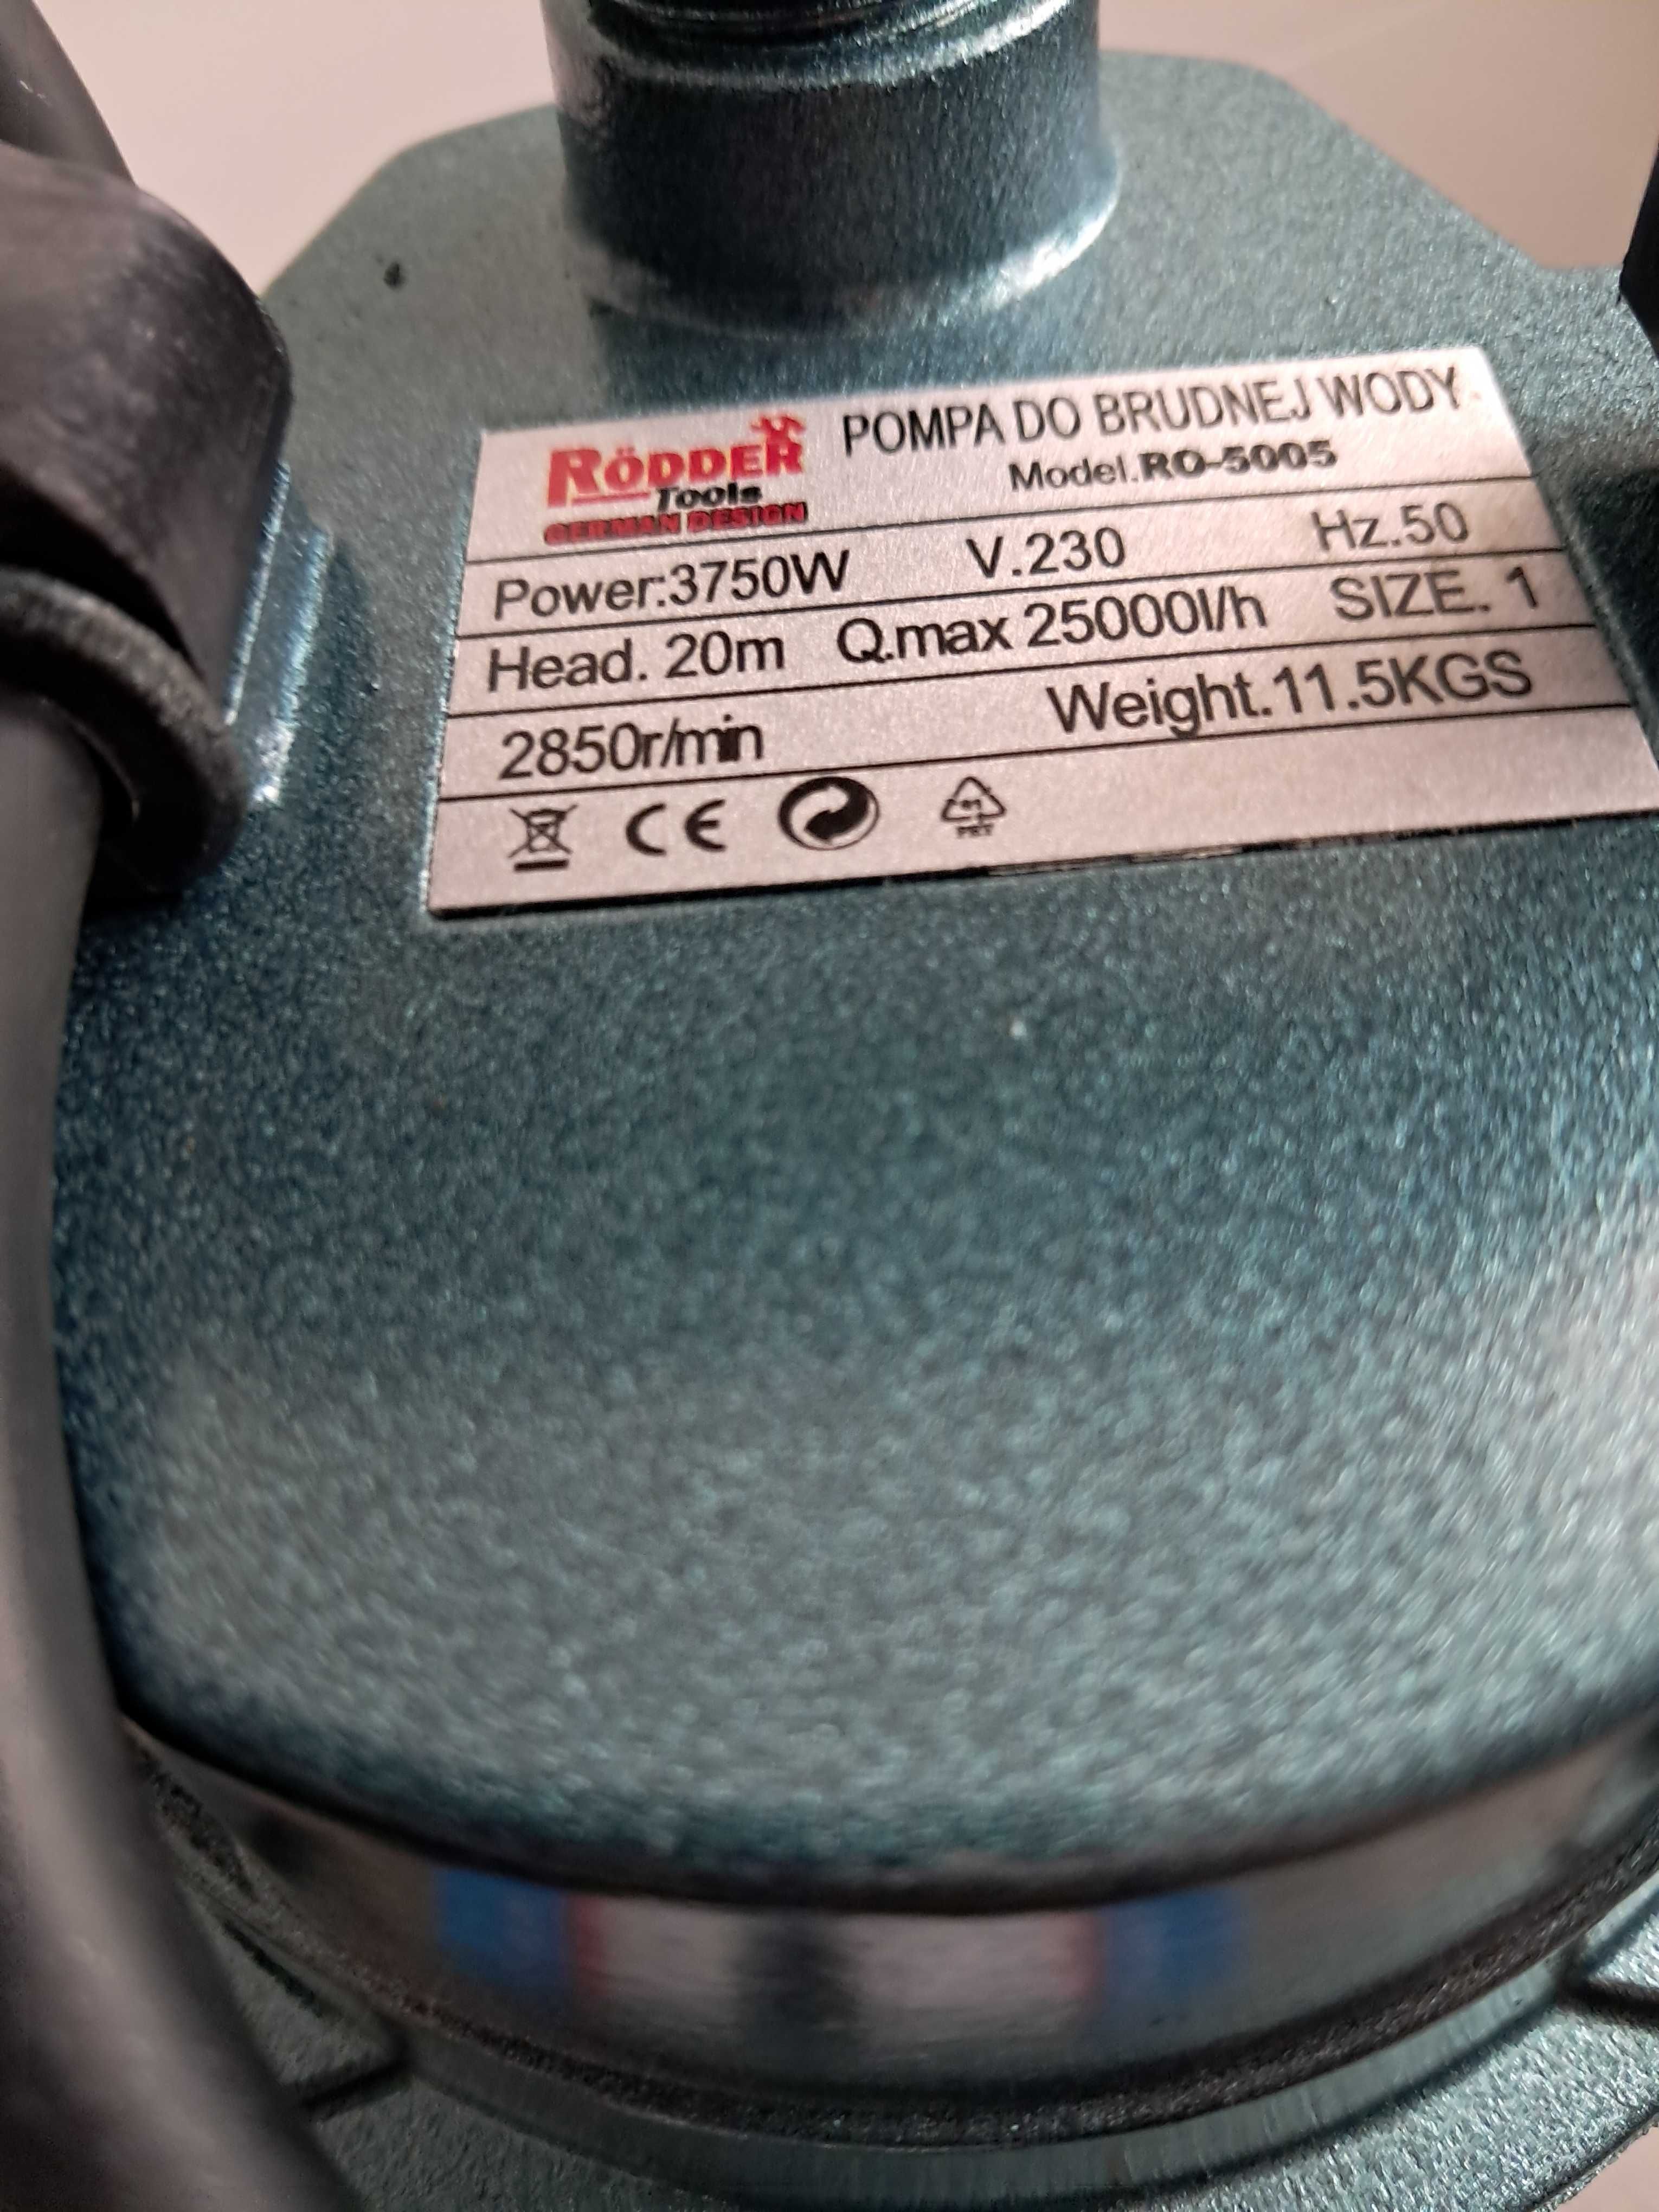 RÖDDER
Tools
GERMAN DESIGN
POMPA DO BRUDNEJ WODY
Model.RO-5005
Power:3750W V.230 Hz.50
Head. 20m Q.max 25000l/h SIZE. 1
2850r/min Weight.11.5KGS
CE